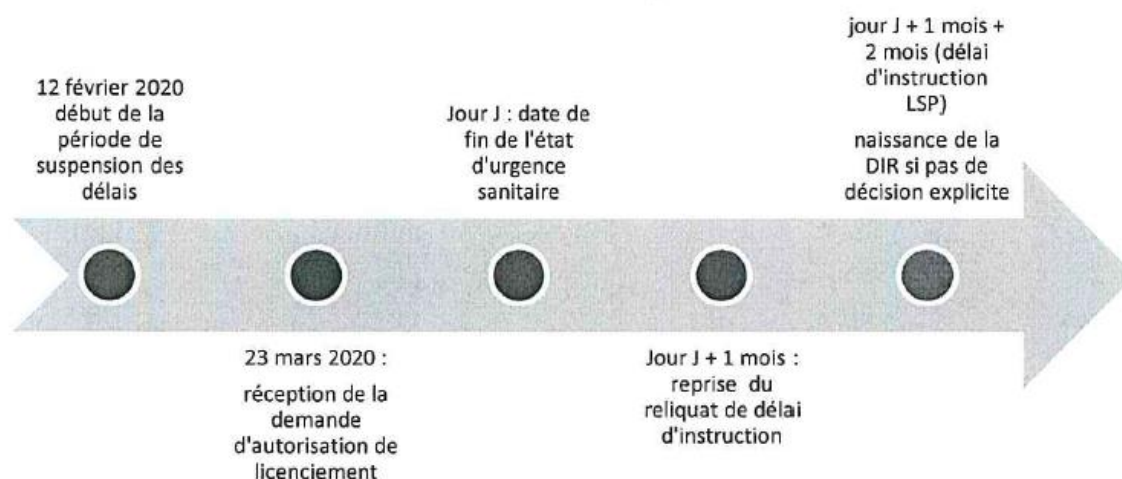 12 février 2020
début de la
période de
suspension des
délais
23 mars 2020 :
réception de la
demande
d'autorisation de
licenciement
Jour J : date de
fin de l'état
d'urgence
sanitaire
Jour J + 1 mois :
reprise du
reliquat de délai
d'instruction
jour J + 1 mois +
2 mois (délai
d'instruction
LSP)
naissance de la
DIR si pas de
décision explicite